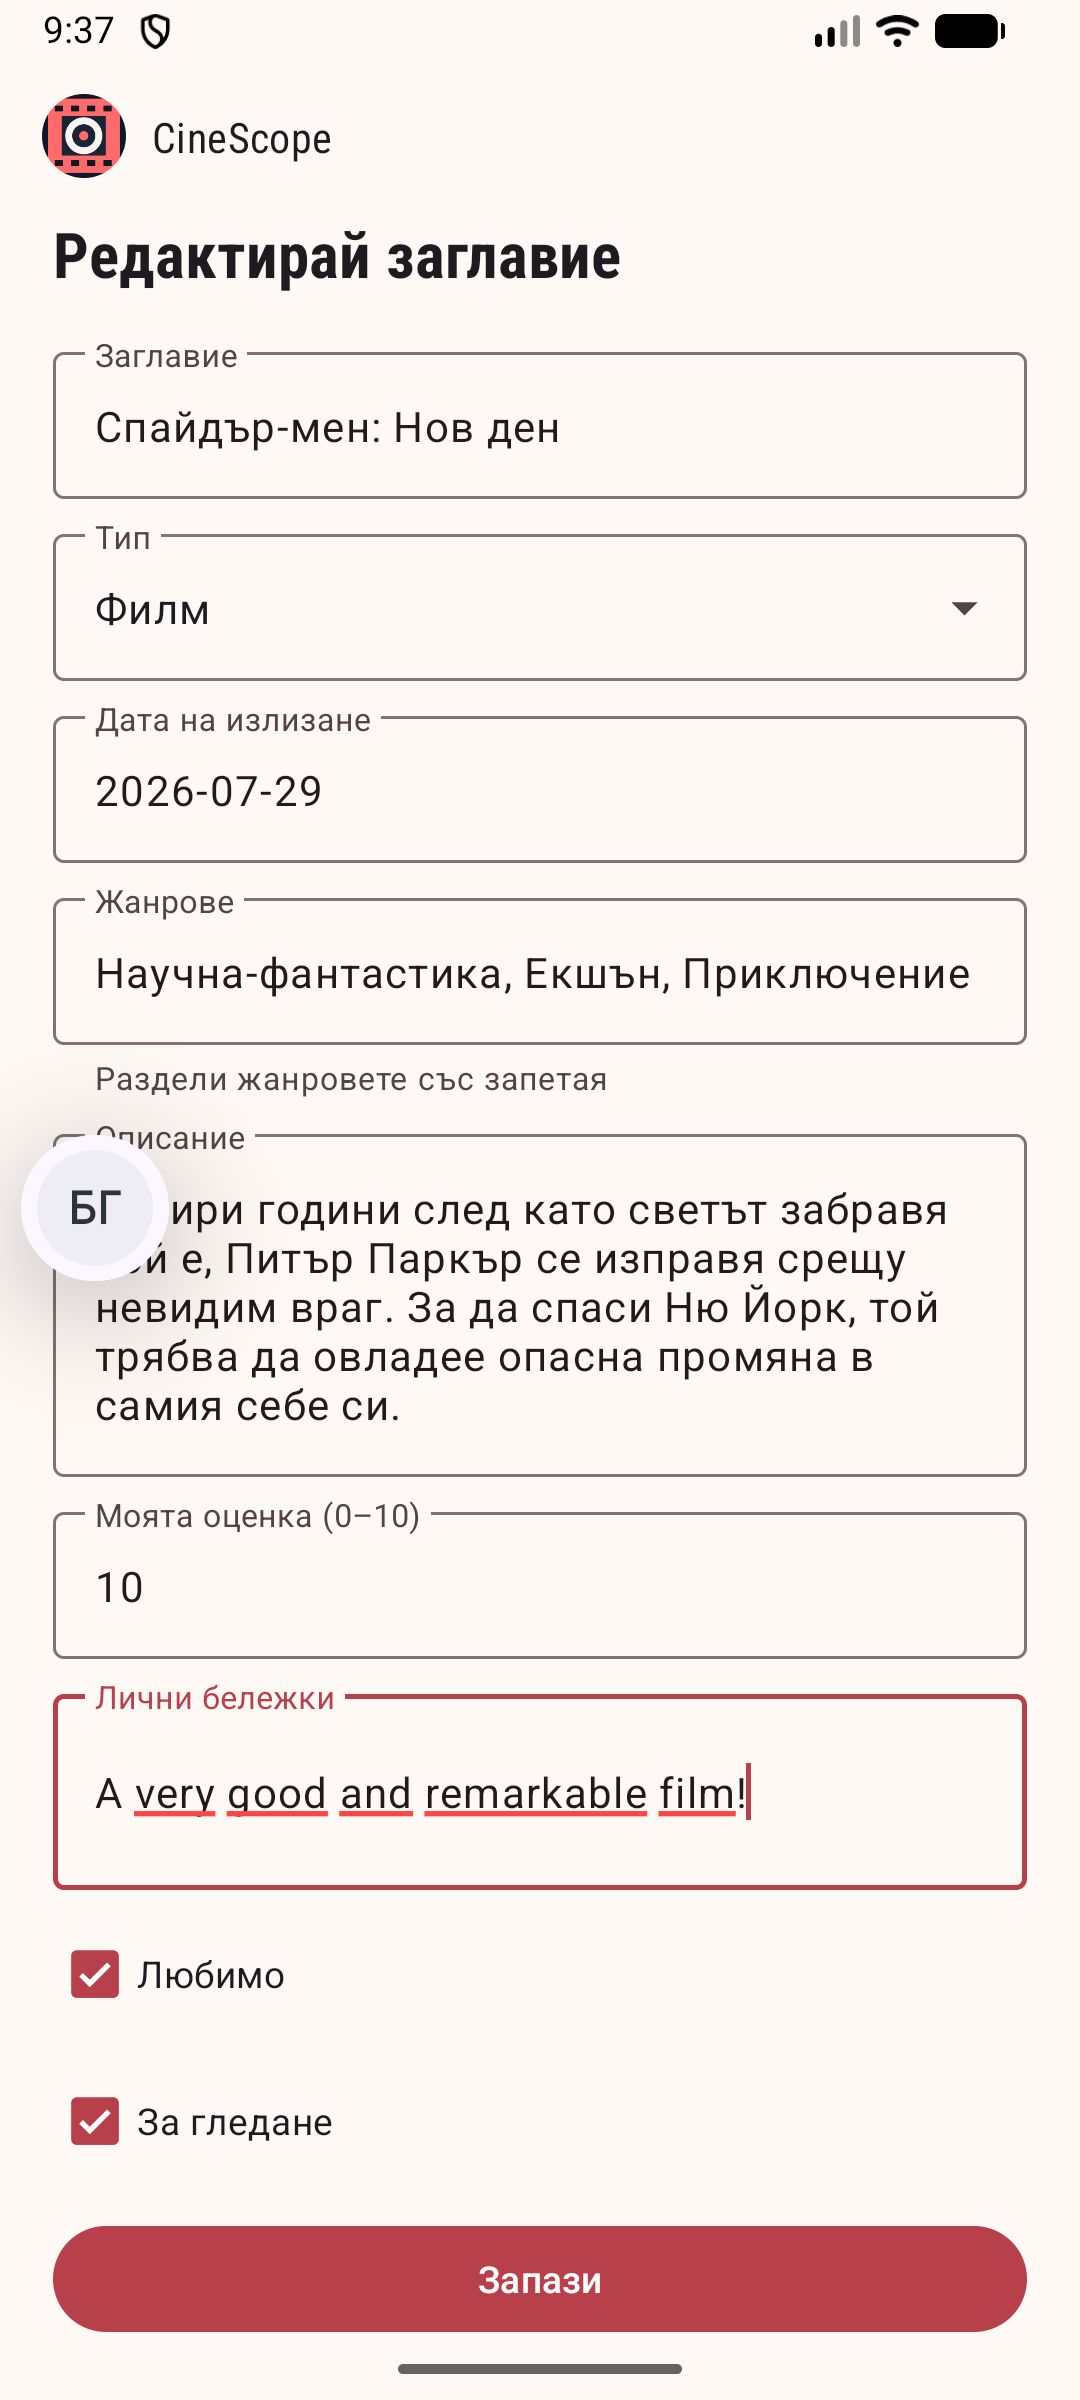 9:37
CineScope
Редактирай заглавие
Заглавие
Спайдър-мен: Нов ден
Тип
Филм
Дата на излизане
2026-07-29
Жанрове
Научна-фантастика, Екшън, Приключение
Раздели жанровете със запетая
Описание
БГ
години след като светът забравя
е, Питър Паркър се изправя срещу
невидим враг. За да спаси Ню Йорк, той
трябва да овладее опасна промяна в
самия себе си.
Моята оценка (0–10)
10
Лични бележки
A very good and remarkable film!
Любимо
За гледане
Запази